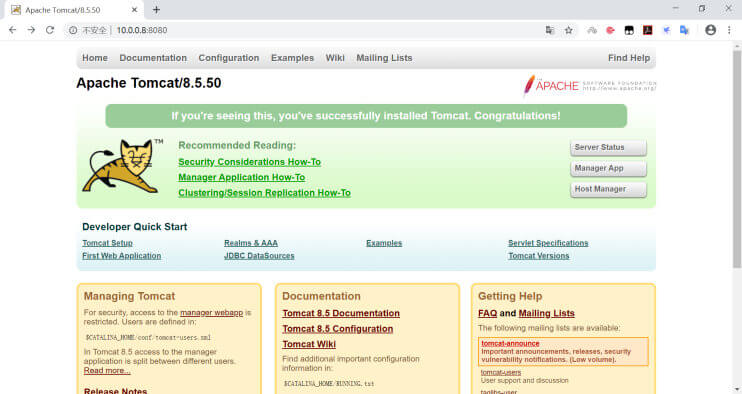 Apache Tomcat/8.5.50
不安全 | 10.0.0.8:8080
Home Documentation Configuration Examples Wiki Mailing Lists Find Help
Apache Tomcat/8.5.50
THE APACHE SOFTWARE FOUNDATION
http://www.apache.org/
If you're seeing this, you've successfully installed Tomcat. Congratulations!
TM
Recommended Reading:
Security Considerations How-To
Manager Application How-To
Clustering/Session Replication How-To
Server Status
Manager App
Host Manager
Developer Quick Start
Tomcat Setup
First Web Application
Realms & AAA
JDBC DataSources
Examples
Servlet Specifications
Tomcat Versions
Managing Tomcat
For security, access to the manager webapp is
restricted. Users are defined in:
$CATALINA_HOME/conf/tomcat-users.xml
In Tomcat 8.5 access to the manager
application is split between different users.
Read more...
Release Notes
Documentation
Tomcat 8.5 Documentation
Tomcat 8.5 Configuration
Tomcat Wiki
Find additional important configuration
information in:
$CATALINA_HOME/RUNNING.txt
Getting Help
FAQ and Mailing Lists
The following mailing lists are available:
tomcat-announce
Important announcements, releases, security
vulnerability notifications. (Low volume).
tomcat-users
User support and discussion
taglibs-user